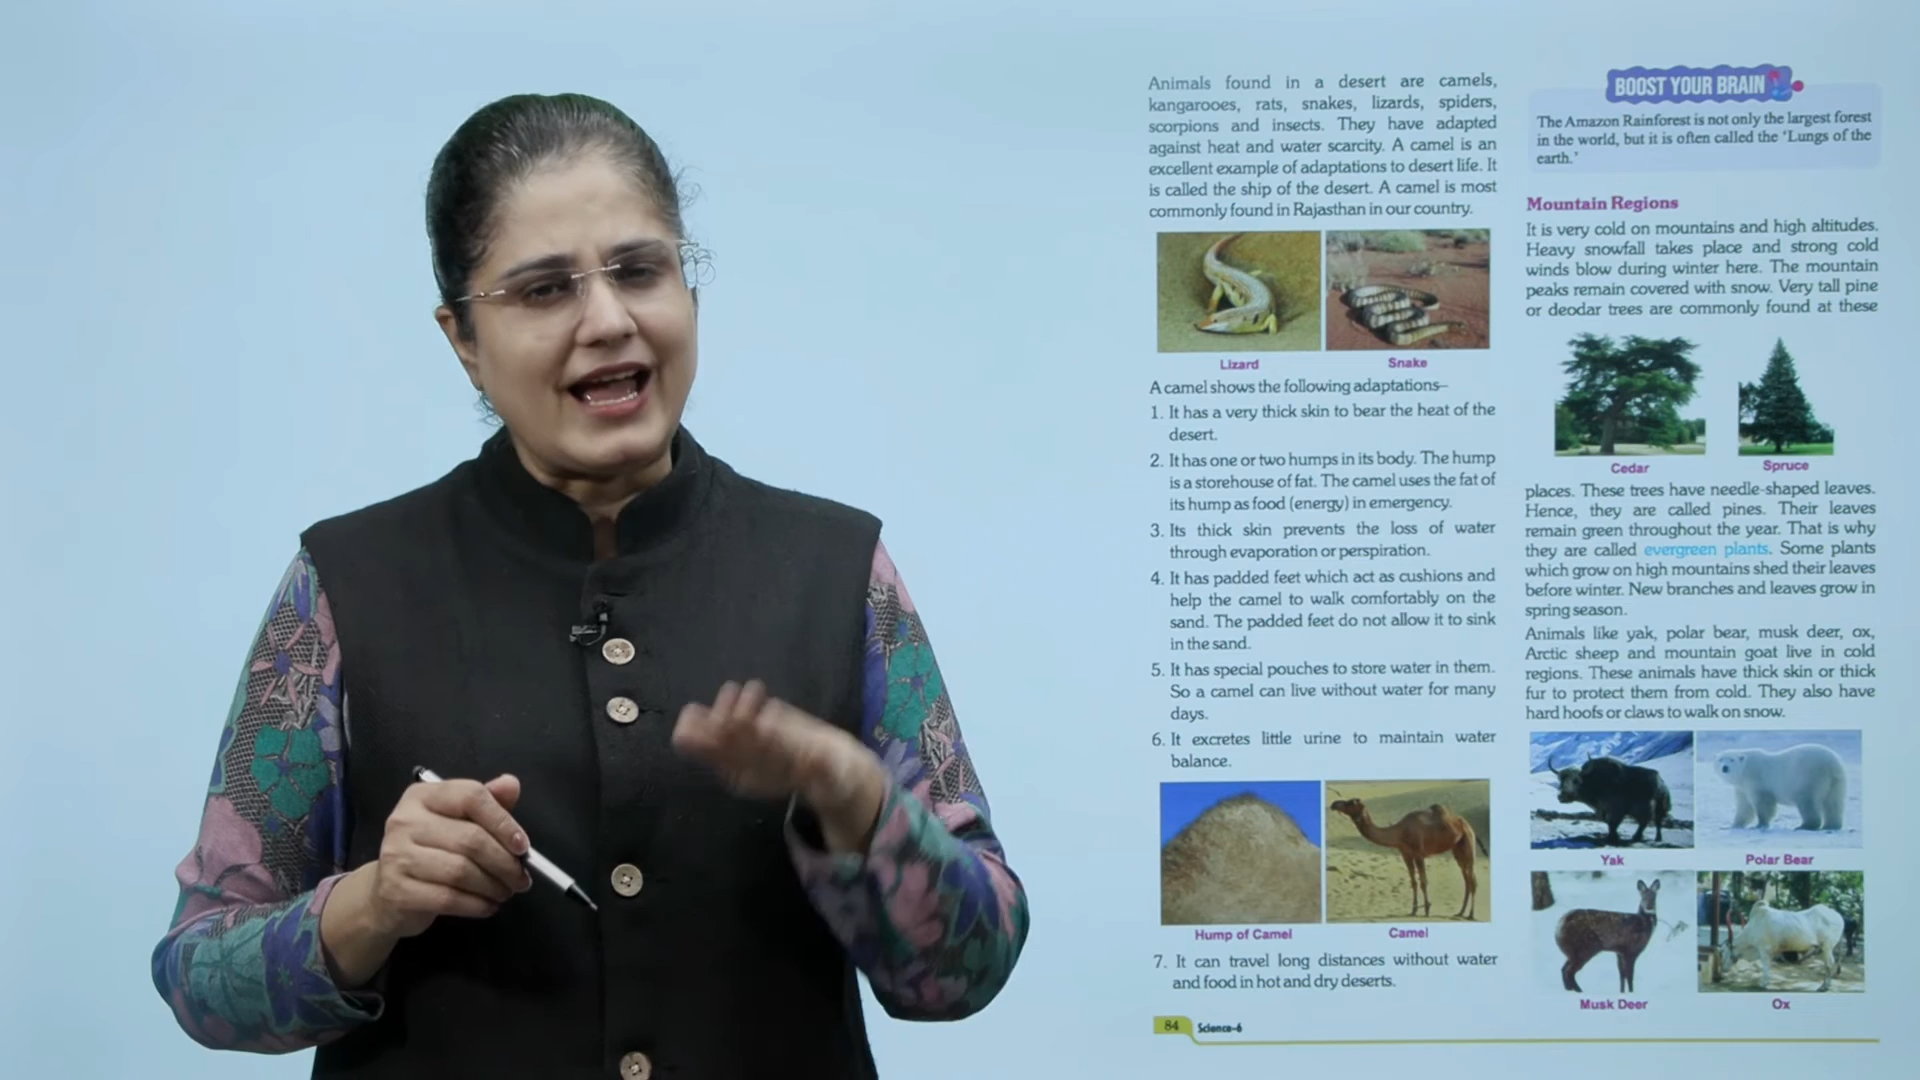 Animals found in a desert are camels,
kangarooes, rats, snakes, lizards, spiders,
scorpions and insects. They have adapted
against heat and water scarcity. A camel is an
excellent example of adaptations to desert life. It
is called the ship of the desert. A camel is most
commonly found in Rajasthan in our country.
Lizard
Snake
A camel shows the following adaptations–
1. It has a very thick skin to bear the heat of the
desert.
2. It has one or two humps in its body. The hump
is a storehouse of fat. The camel uses the fat of
its hump as food (energy) in emergency.
3. Its thick skin prevents the loss of water
through evaporation or perspiration.
4. It has padded feet which act as cushions and
help the camel to walk comfortably on the
sand. The padded feet do not allow it to sink
in the sand.
5. It has special pouches to store water in them.
So a camel can live without water for many
days.
6. It excretes little urine to maintain water
balance.
Hump of Camel
Camel
7. It can travel long distances without water
and food in hot and dry deserts.
84
Science-6
BOOST YOUR BRAIN
The Amazon Rainforest is not only the largest forest
in the world, but it is often called the 'Lungs of the
earth.'
Mountain Regions
It is very cold on mountains and high altitudes.
Heavy snowfall takes place and strong cold
winds blow during winter here. The mountain
peaks remain covered with snow. Very tall pine
or deodar trees are commonly found at these
Cedar
Spruce
places. These trees have needle-shaped leaves.
Hence, they are called pines. Their leaves
remain green throughout the year. That is why
they are called evergreen plants. Some plants
which grow on high mountains shed their leaves
before winter. New branches and leaves grow in
spring season.
Animals like yak, polar bear, musk deer, ox,
Arctic sheep and mountain goat live in cold
regions. These animals have thick skin or thick
fur to protect them from cold. They also have
hard hoofs or claws to walk on snow.
Yak
Polar Bear
Musk Deer
Ox